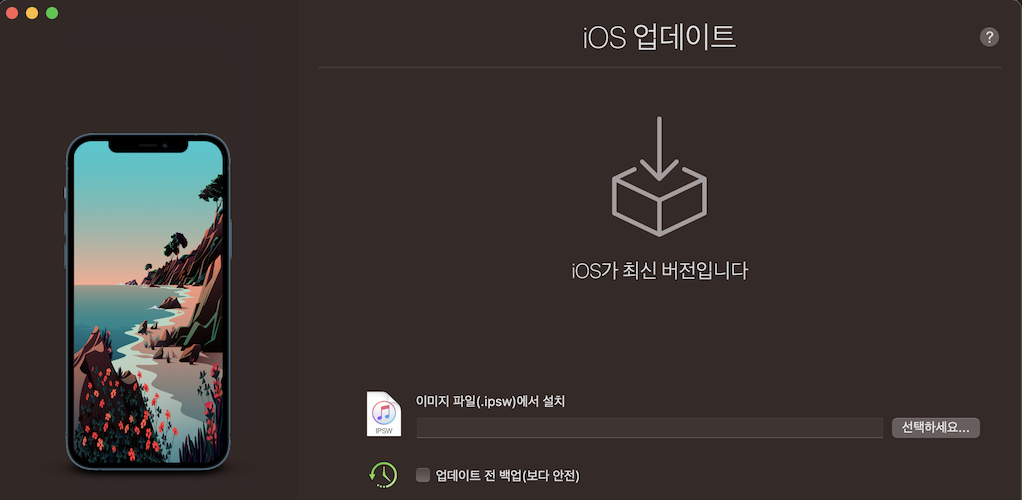 iOS 업데이트
?
iOS가 최신 버전입니다
이미지 파일(.ipsw)에서 설치
IPSW
선택하세요...
업데이트 전 백업(보다 안전)